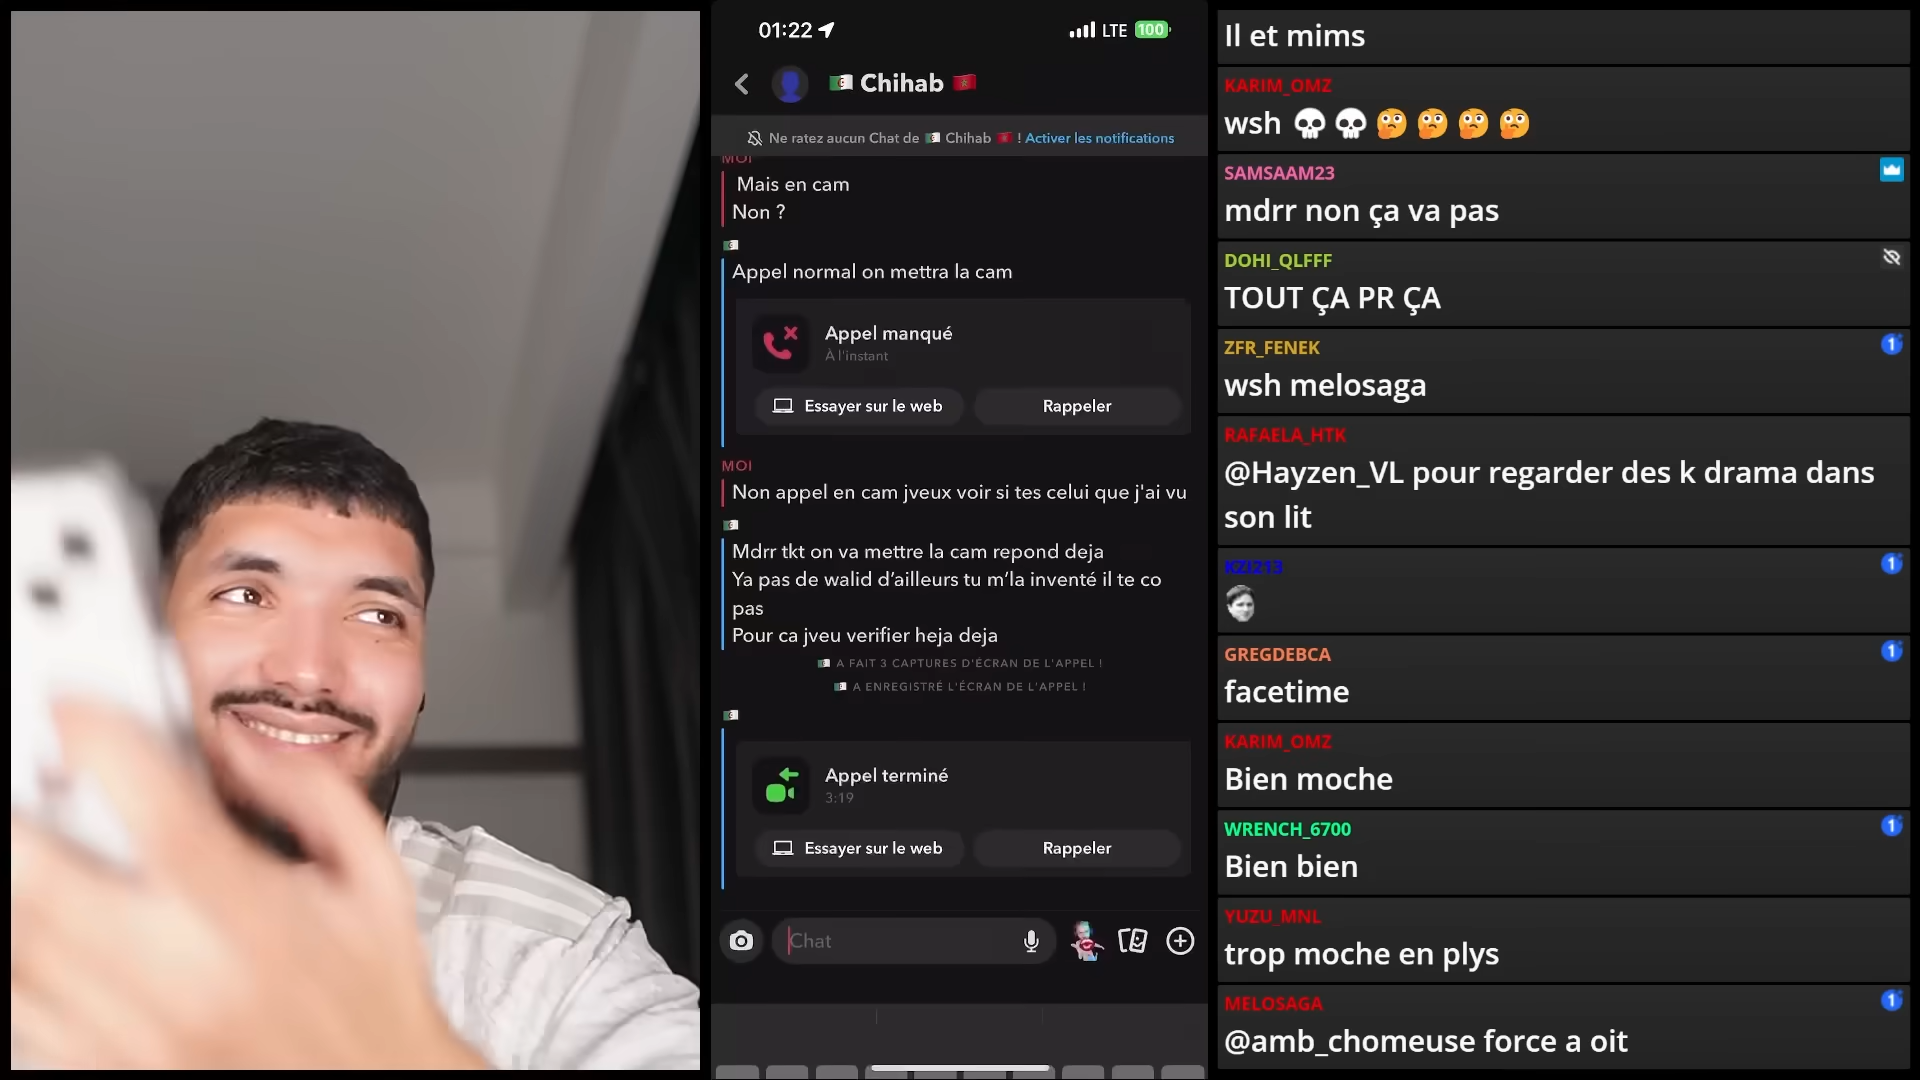 01:22
LTE
100
Chihab
Ne ratez aucun Chat de Chihab ! Activer les notifications
MOI
Mais en cam
Non ?
Appel normal on mettra la cam
Appel manqué
À l'instant
Essayer sur le web
Rappeler
MOI
Non appel en cam jveux voir si tes celui que j'ai vu
Mdrr tkt on va mettre la cam repond deja
Ya pas de walid d'ailleurs tu m'la inventé il te co
pas
Pour ca jveu verifier heja deja
A FAIT 3 CAPTURES D'ÉCRAN DE L'APPEL !
A ENREGISTRÉ L'ÉCRAN DE L'APPEL !
Appel terminé
3:19
Essayer sur le web
Rappeler
Chat
Il et mims
KARIM_OMZ
wsh 💀 💀 🤔 🤔 🤔 🤔
SAMSAAM23
mdrr non ça va pas
DOHI_QLFFF
TOUT ÇA PR ÇA
ZFR_FENEK
1
wsh melosaga
RAFAELA_HTK
@Hayzen_VL pour regarder des k drama dans
son lit
KZI213
1
GREGDEBCA
1
facetime
KARIM_OMZ
Bien moche
WRENCH_6700
1
Bien bien
YUZU_MNL
trop moche en plys
MELOSAGA
1
@amb_chomeuse force a oit